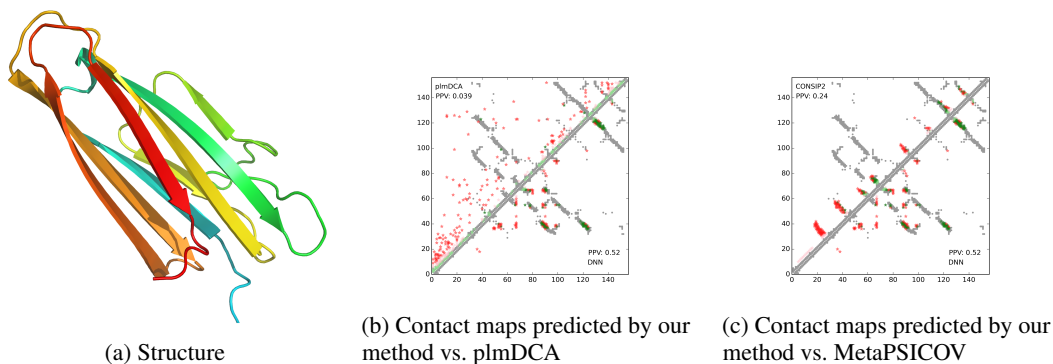 plmDCA
PPV: 0.039
140
120
100
80
60
40
20
0
PPV: 0.52
DNN
0 20 40 60 80 100 120 140
CONSIP2
PPV: 0.24
140
120
100
80
60
40
20
0
PPV: 0.52
DNN
0 20 40 60 80 100 120 140
(a) Structure
(b) Contact maps predicted by our
method vs. plmDCA
(c) Contact maps predicted by our
method vs. MetaPSICOV